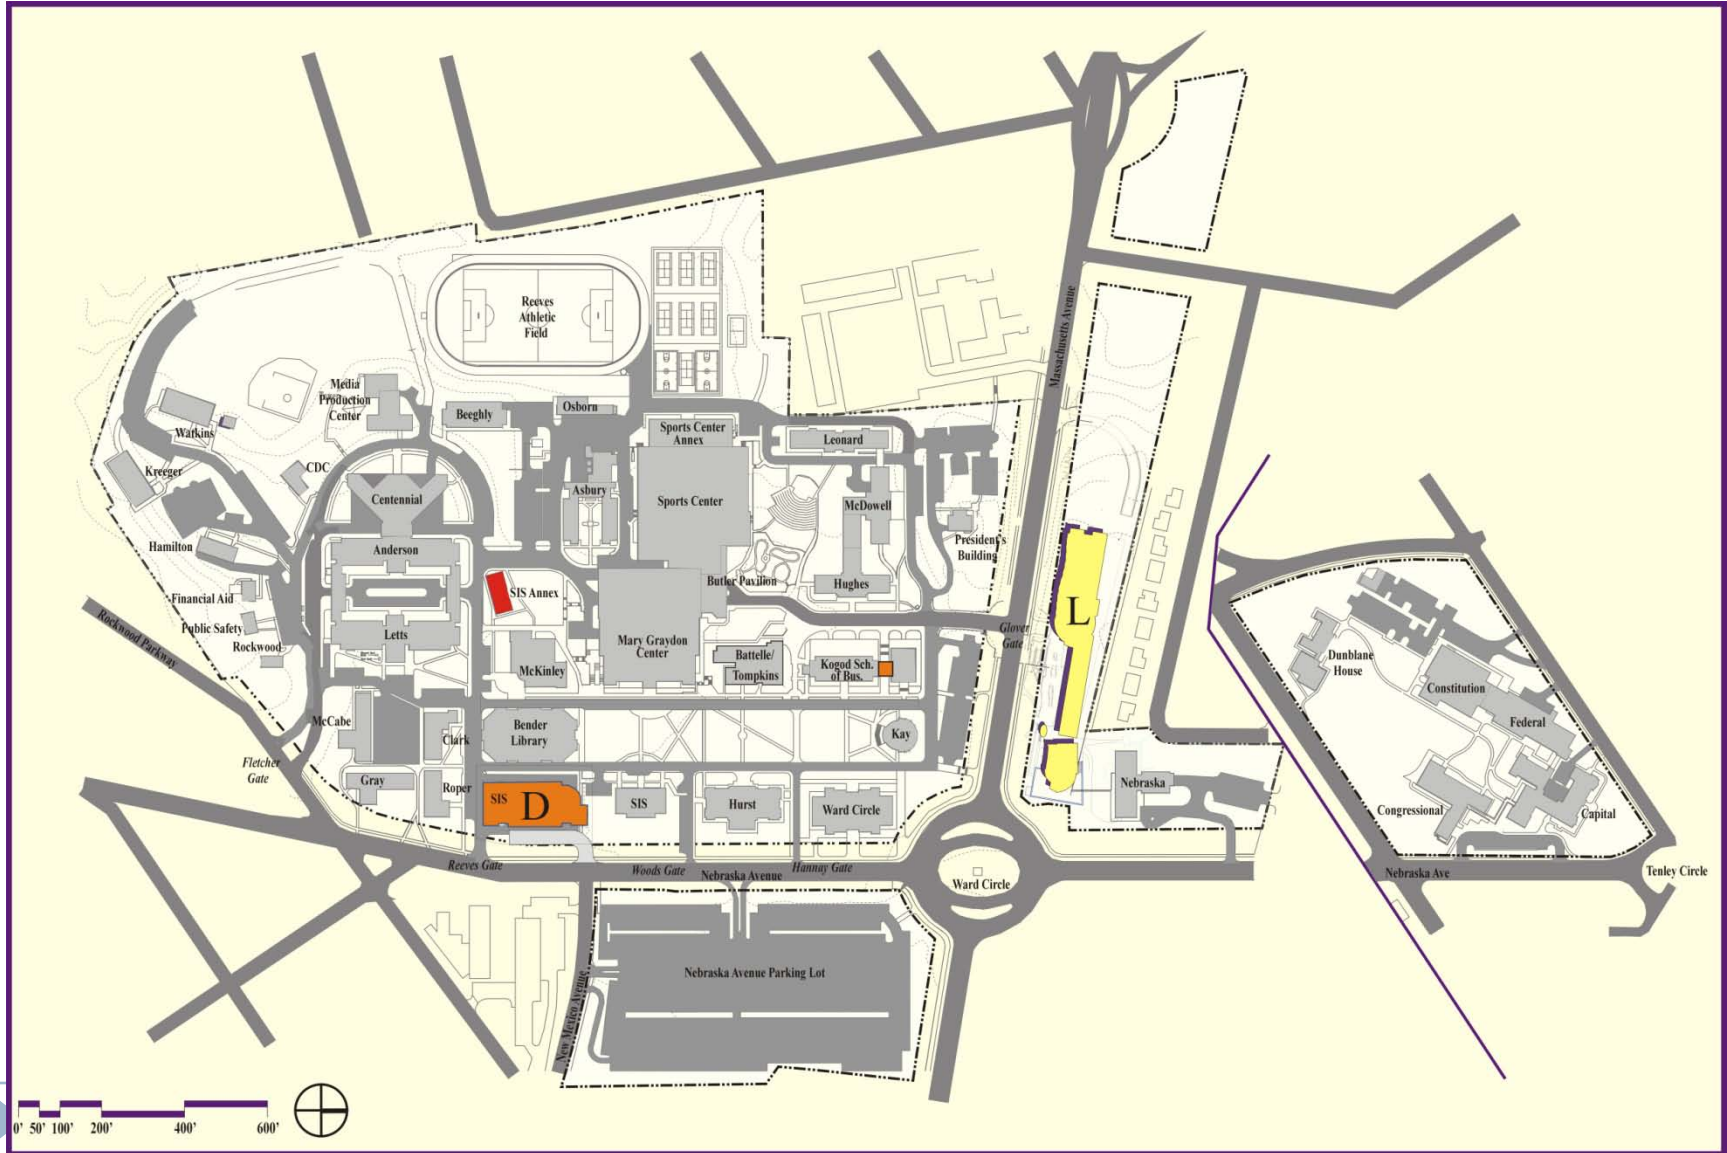 Reeves
Athletic
Field
Massachusetts Avenue
Media
Production
Center
Beeghly
Osborn
Sports Center
Annex
Leonard
Watkins
Kreeger
CDC
Centennial
Asbury
Sports Center
McDowell
Hamilton
Anderson
President's
Building
Butler Pavilion
Hughes
SIS Annex
Financial Aid
Public Safety
Rockwood
Rockwood Parkway
Letts
Mary Graydon
Center
Glover
Gate
L
McKinley
Battelle/
Tompkins
Kogod Sch.
of Bus.
Dunblane
House
Constitution
Federal
McCabe
Clark
Bender
Library
Kay
Fletcher
Gate
Gray
Roper
SIS
D
SIS
Hurst
Ward Circle
Nebraska
Congressional
Capital
Reeves Gate
Woods Gate
Nebraska Avenue
Hannay Gate
Ward Circle
Nebraska Ave
Tenley Circle
Nebraska Avenue Parking Lot
New Mexico Avenue
0' 50' 100' 200' 400' 600'